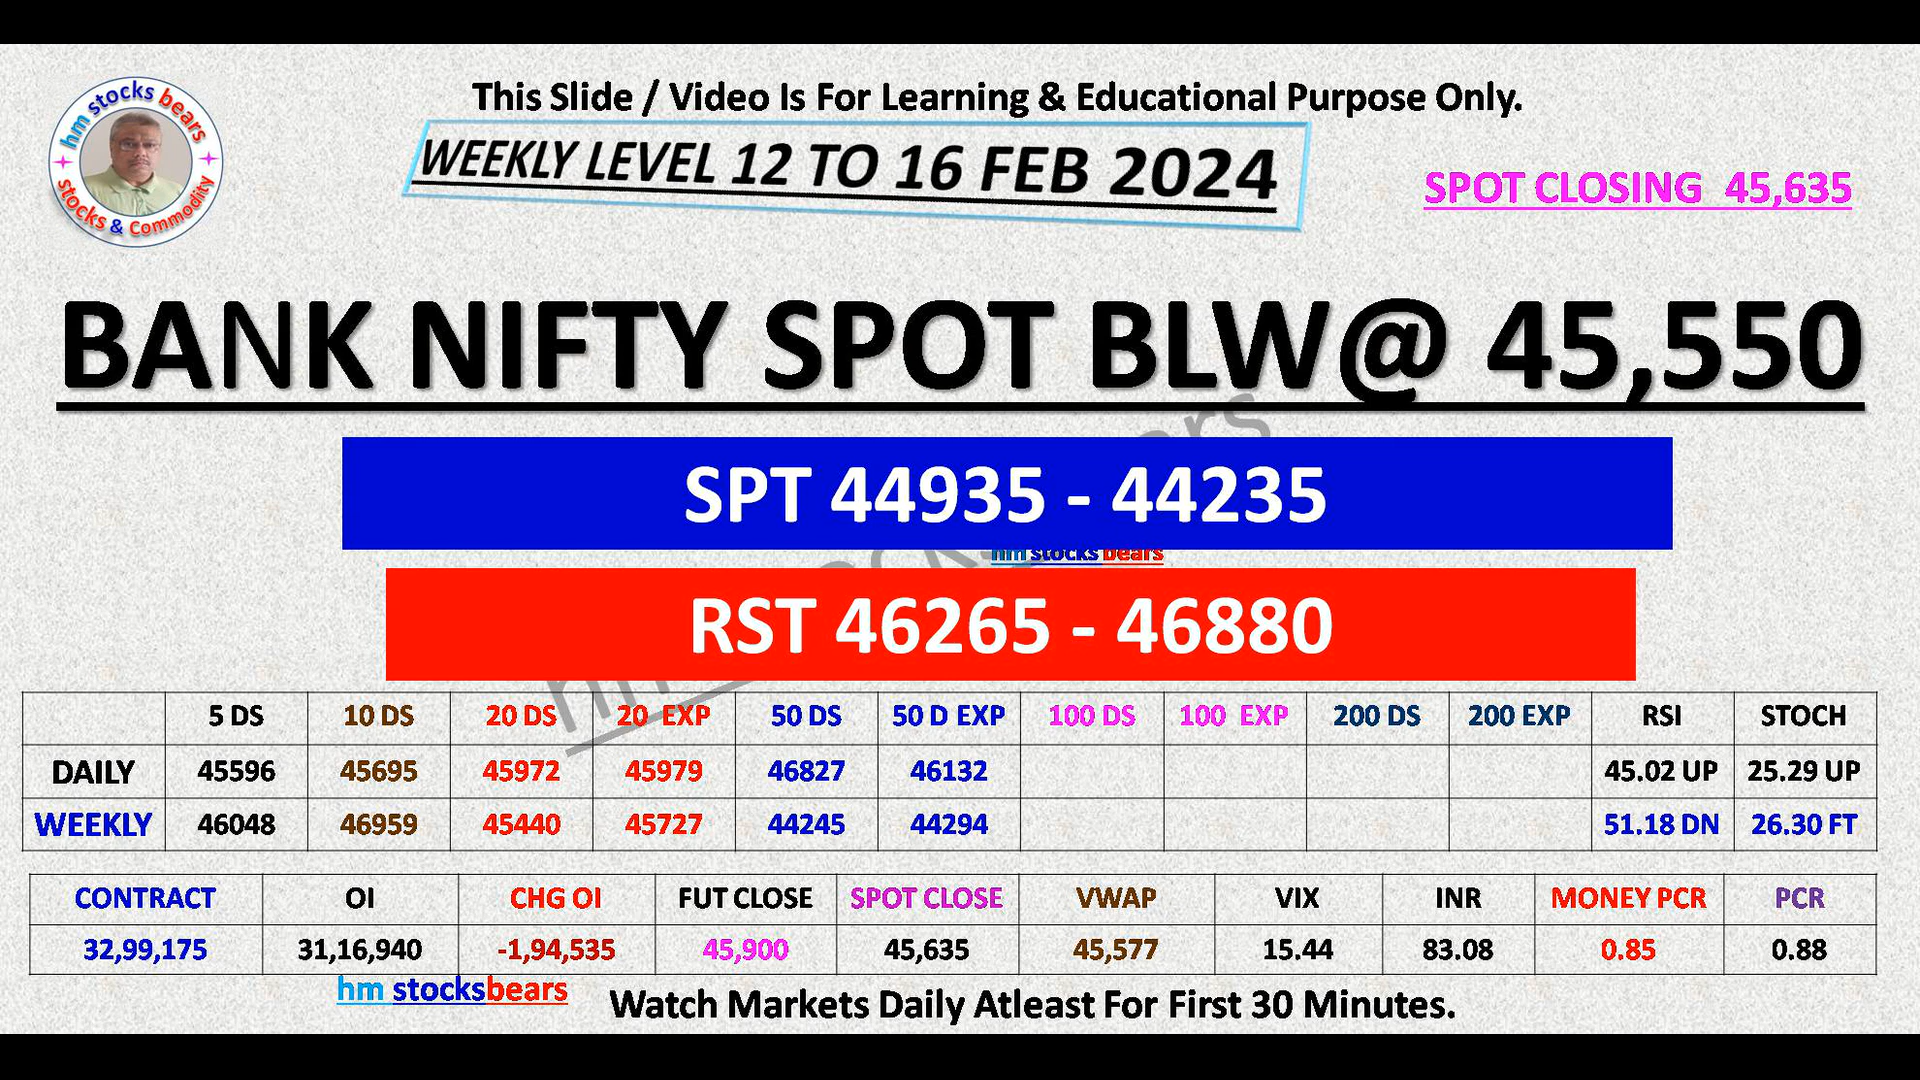 hm stocks bears
stocks & Commodity
This Slide / Video Is For Learning & Educational Purpose Only.
WEEKLY LEVEL 12 TO 16 FEB 2024
SPOT CLOSING 45,635
BANK NIFTY SPOT BLW@ 45,550
SPT 44935 - 44235
hm stocks bears
RST 46265 - 46880
5 DS 10 DS 20 DS 20 EXP 50 DS 50 D EXP 100 DS 100 EXP 200 DS 200 EXP RSI STOCH
DAILY 45596 45695 45972 45979 46827 46132 45.02 UP 25.29 UP
WEEKLY 46048 46959 45440 45727 44245 44294 51.18 DN 26.30 FT
CONTRACT OI CHG OI FUT CLOSE SPOT CLOSE VWAP VIX INR MONEY PCR PCR
32,99,175 31,16,940 -1,94,535 45,900 45,635 45,577 15.44 83.08 0.85 0.88
hm stocksbears
Watch Markets Daily Atleast For First 30 Minutes.